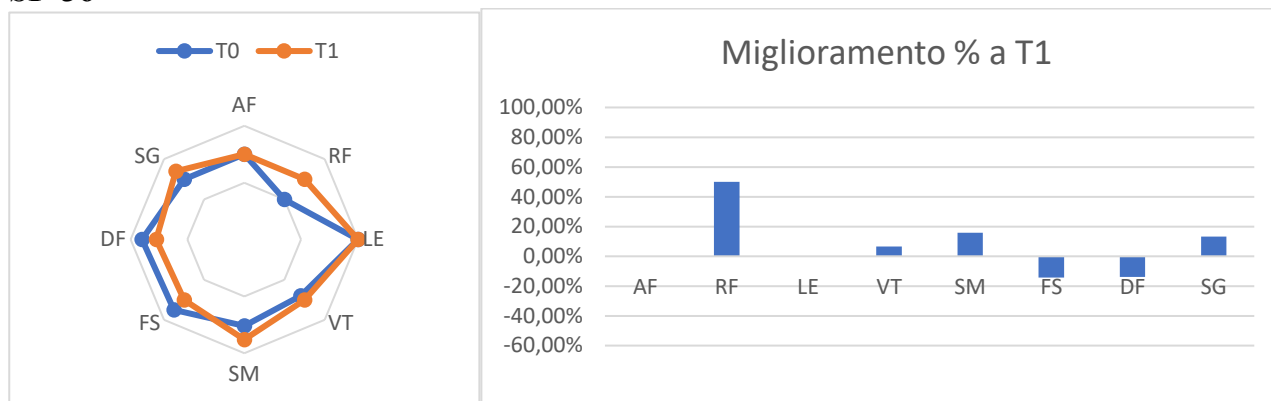 T0 T1
AF
SG RF
DF LE
FS VT
SM
Miglioramento % a T1
100,00%
80,00%
60,00%
40,00%
20,00%
0,00%
-20,00%
-40,00%
-60,00%
AF RF LE VT SM FS DF SG